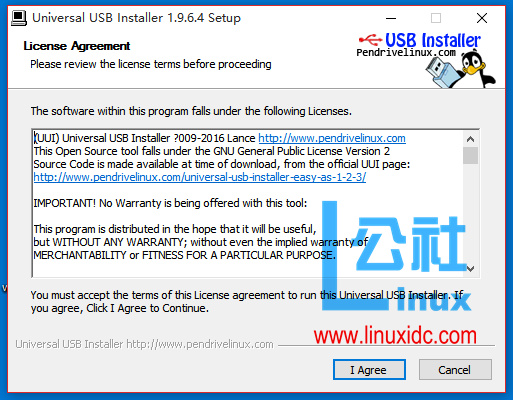 Universal USB Installer 1.9.6.4 Setup
License Agreement
Please review the license terms before proceeding
USB Installer
Pendrivelinux.com
The software within this program falls under the following Licenses.
(UUI) Universal USB Installer ?009-2016 Lance http://www.pendrivelinux.com
This Open Source tool falls under the GNU General Public License Version 2
Source Code is made available at time of download, from the official UUI page:
http://www.pendrivelinux.com/universal-usb-installer-easy-as-1-2-3/
IMPORTANT! No Warranty is being offered with this tool:
This program is distributed in the hope that it will be useful,
but WITHOUT ANY WARRANTY; without even the implied warranty of
MERCHANTABILITY or FITNESS FOR A PARTICULAR PURPOSE.
公社
Linux
You must accept the terms of this License agreement to run this Universal USB Installer. If
you agree, Click I Agree to Continue.
www.linuxidc.com
Universal USB Installer http://www.pendrivelinux.com
I Agree
Cancel